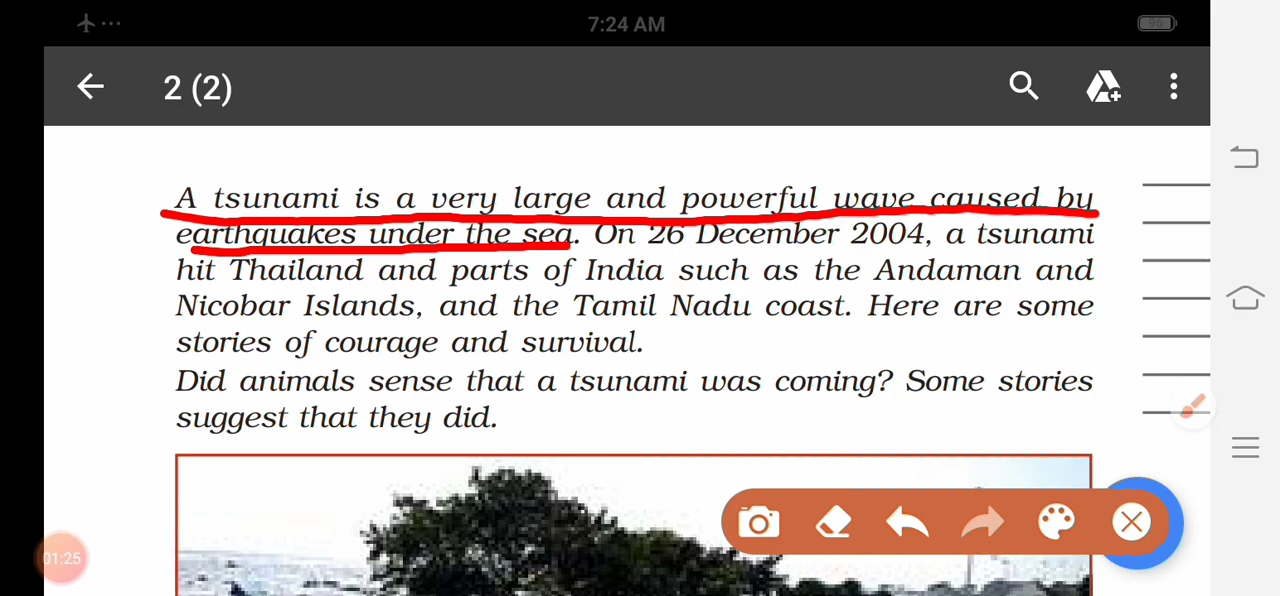 7:24 AM
96
2 (2)
A tsunami is a very large and powerful wave caused by
earthquakes under the sea. On 26 December 2004, a tsunami
hit Thailand and parts of India such as the Andaman and
Nicobar Islands, and the Tamil Nadu coast. Here are some
stories of courage and survival.
Did animals sense that a tsunami was coming? Some stories
suggest that they did.
01:25